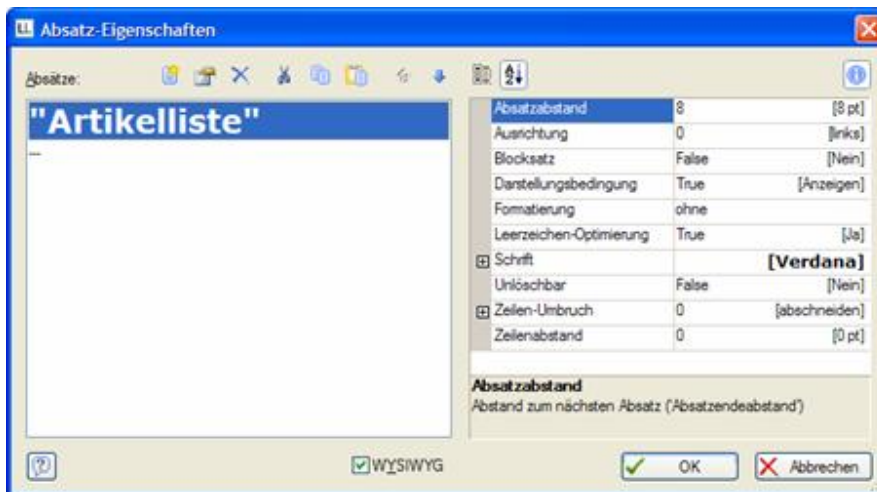 LL Absatz-Eigenschaften
Absätze:
"Artikelliste"
Absatzabstand 8 [8 pt]
Ausrichtung 0 [links]
Blocksatz False [Nein]
Darstellungsbedingung True [Anzeigen]
Formatierung ohne
Leerzeichen-Optimierung True [Ja]
Schrift [Verdana]
Unlöschbar False [Nein]
Zeilen-Umbruch 0 [abschneiden]
Zeilenabstand 0 [0 pt]
Absatzabstand
Abstand zum nächsten Absatz ('Absatzendeabstand')
WYSIWYG
OK
Abbrechen